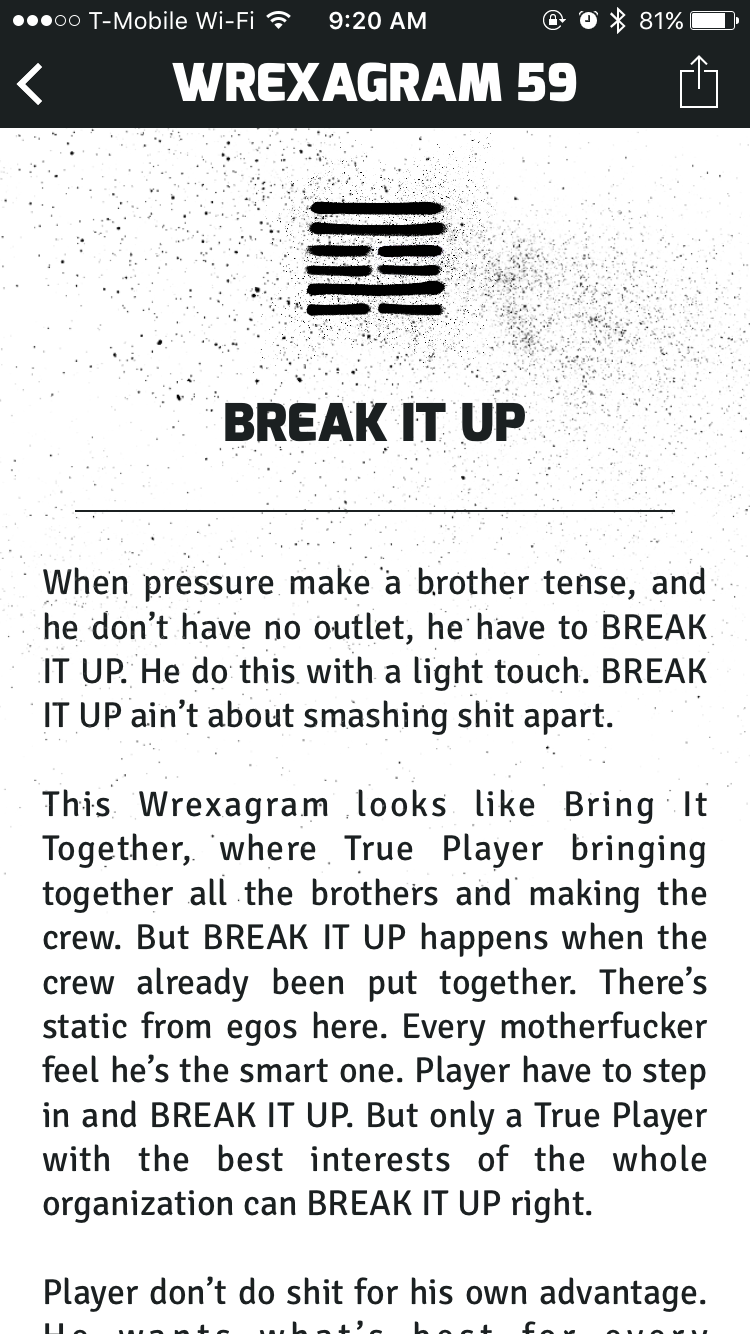 T-Mobile Wi-Fi 9:20 AM 81%
WREXAGRAM 59
BREAK IT UP
When pressure make a brother tense, and
he don’t have no outlet, he have to BREAK
IT UP. He do this with a light touch. BREAK
IT UP ain’t about smashing shit apart.
This Wrexagram looks like Bring It
Together, where True Player bringing
together all the brothers and making the
crew. But BREAK IT UP happens when the
crew already been put together. There’s
static from egos here. Every motherfucker
feel he’s the smart one. Player have to step
in and BREAK IT UP. But only a True Player
with the best interests of the whole
organization can BREAK IT UP right.
Player don’t do shit for his own advantage.
He wants what’s best for every